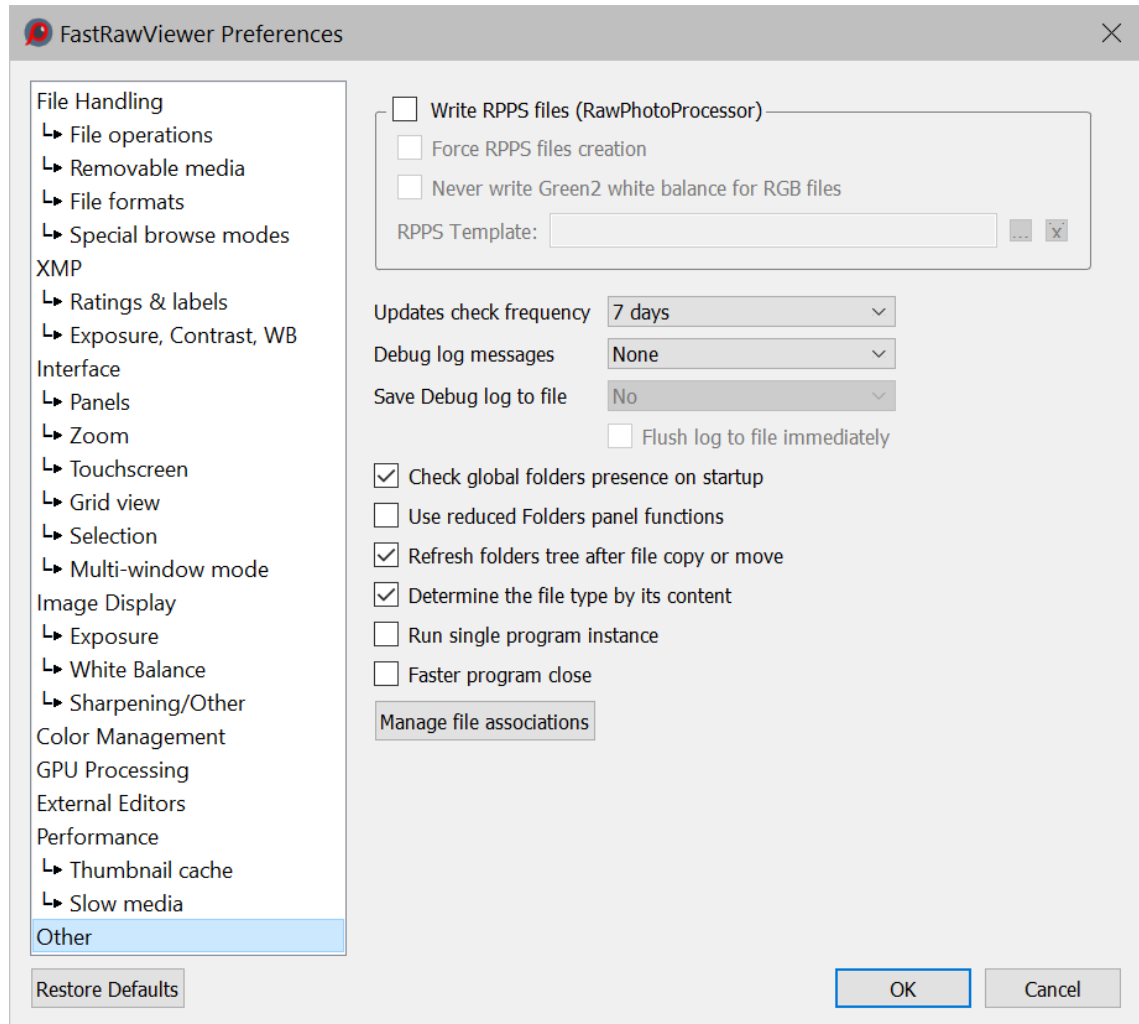 FastRawViewer Preferences
File Handling
File operations
Removable media
File formats
Special browse modes
XMP
Ratings & labels
Exposure, Contrast, WB
Interface
Panels
Zoom
Touchscreen
Grid view
Selection
Multi-window mode
Image Display
Exposure
White Balance
Sharpening/Other
Color Management
GPU Processing
External Editors
Performance
Thumbnail cache
Slow media
Other
Write RPPS files (RawPhotoProcessor)
Force RPPS files creation
Never write Green2 white balance for RGB files
RPPS Template: ... x
Updates check frequency 7 days
Debug log messages None
Save Debug log to file No
Flush log to file immediately
Check global folders presence on startup
Use reduced Folders panel functions
Refresh folders tree after file copy or move
Determine the file type by its content
Run single program instance
Faster program close
Manage file associations
Restore Defaults OK Cancel